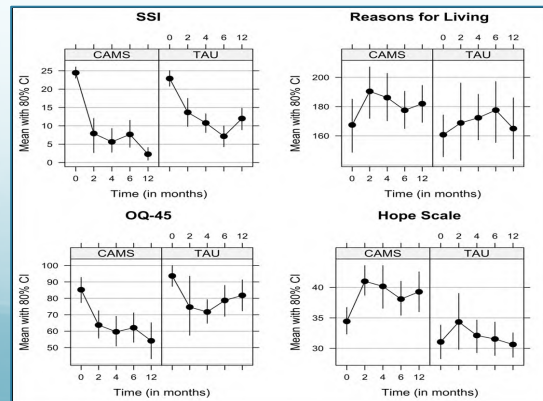 SSI
0 2 4 6 12
CAMS TAU
25
20
15
10
5
0
Mean with 80% CI
0 2 4 6 12
Time (in months)
Reasons for Living
0 2 4 6 12
CAMS TAU
200
180
160
Mean with 80% CI
0 2 4 6 12
Time (in months)
OQ-45
0 2 4 6 12
CAMS TAU
100
90
80
70
60
50
Mean with 80% CI
0 2 4 6 12
Time (in months)
Hope Scale
0 2 4 6 12
CAMS TAU
40
35
30
Mean with 80% CI
0 2 4 6 12
Time (in months)